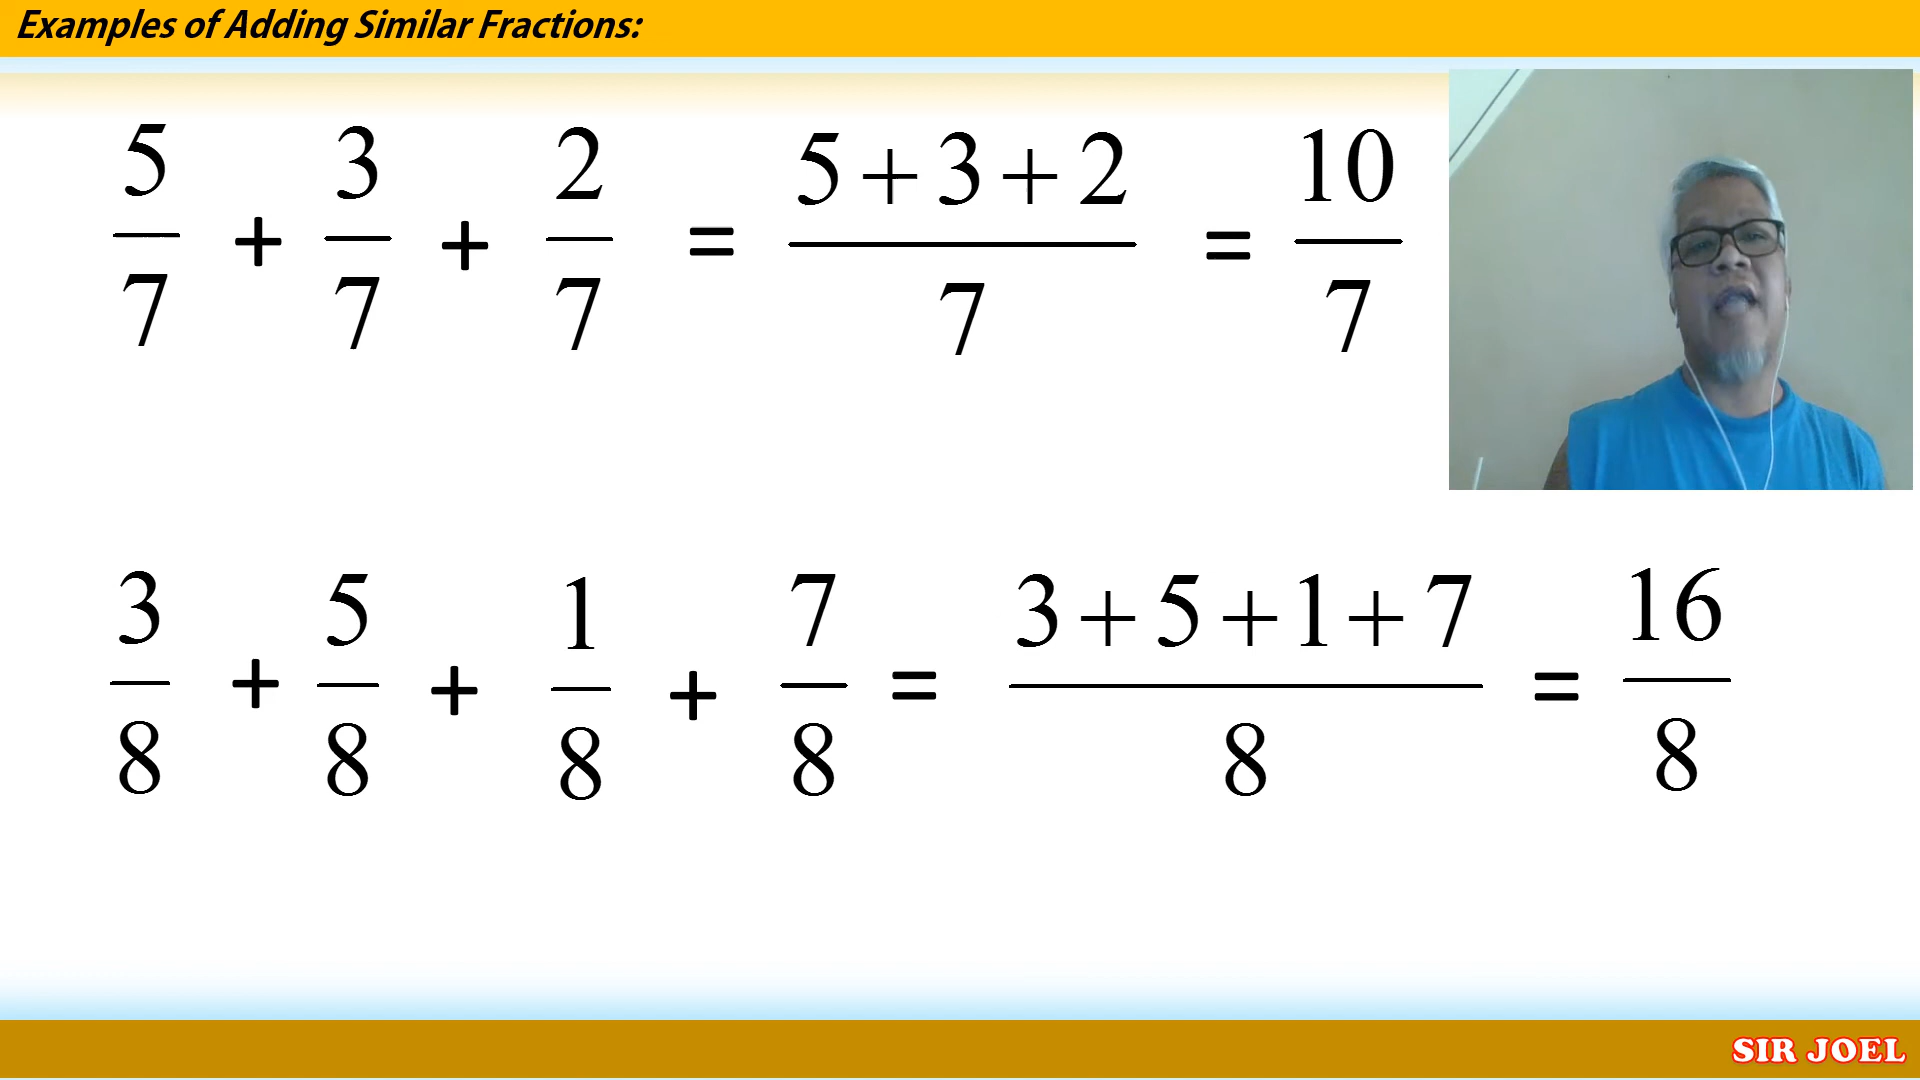 Examples of Adding Similar Fractions:
5/7 + 3/7 + 2/7 = 5+3+2/7 = 10/7
3/8 + 5/8 + 1/8 + 7/8 = 3+5+1+7/8 = 16/8
SIR JOEL